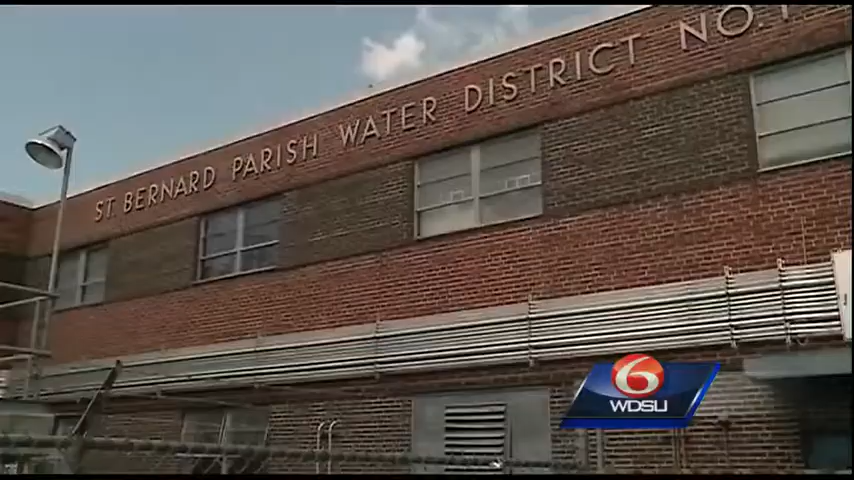 ST. BERNARD PARISH WATER DISTRICT NO. 1
6
WDSU